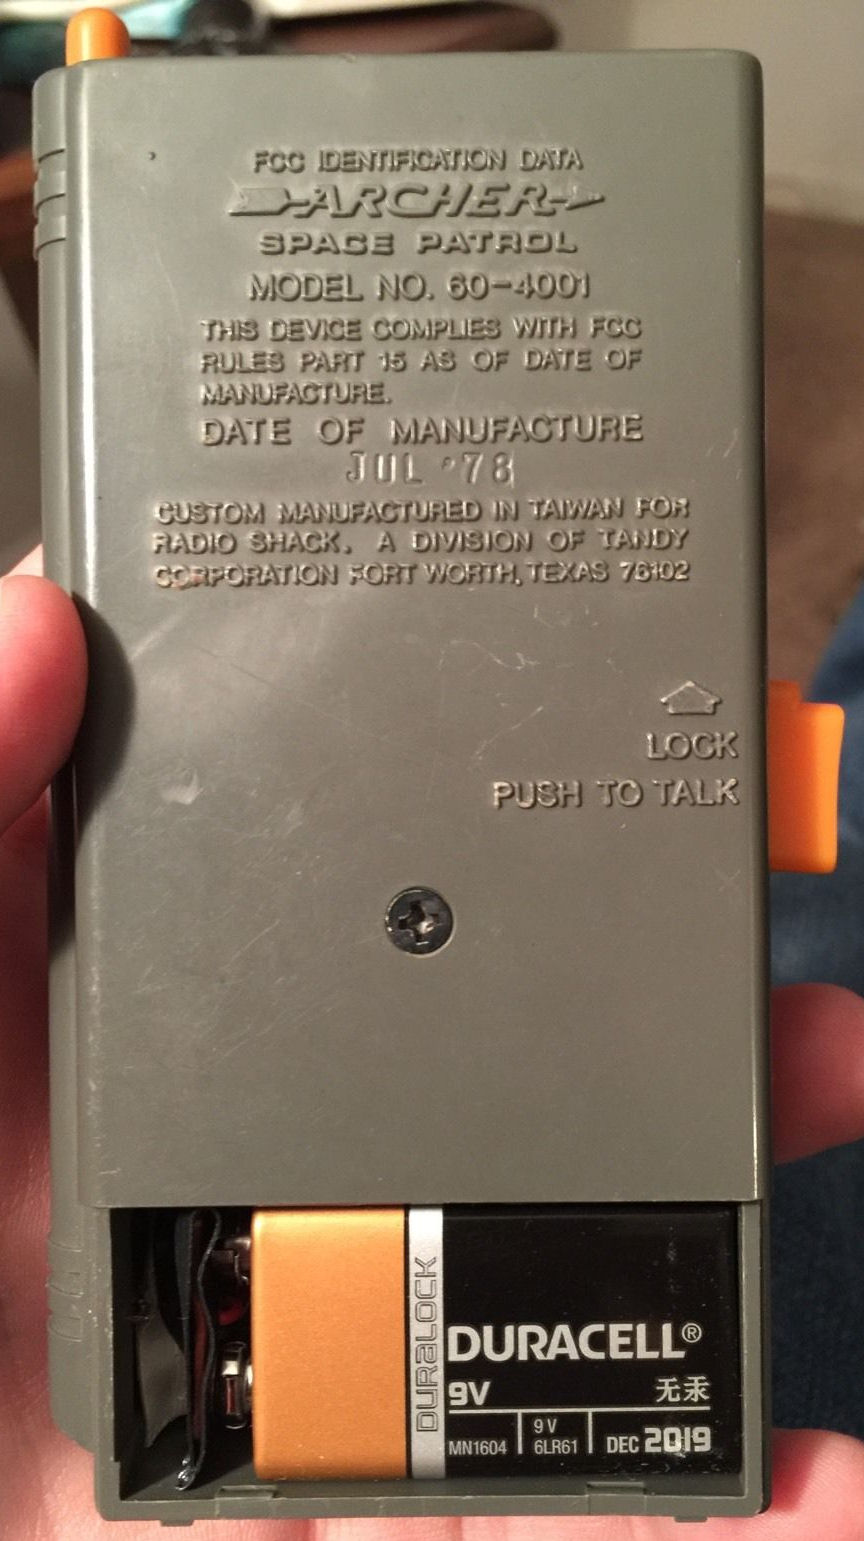 FCC IDENTIFICATION DATA
ARCHER
SPACE PATROL
MODEL NO. 60-4001
THIS DEVICE COMPLIES WITH FCC
RULES PART 15 AS OF DATE OF
MANUFACTURE.
DATE OF MANUFACTURE
JUL '78
CUSTOM MANUFACTURED IN TAIWAN FOR
RADIO SHACK, A DIVISION OF TANDY
CORPORATION FORT WORTH, TEXAS 76102
LOCK
PUSH TO TALK
DURALOCK
DURACELL®
9V 无汞
MN1604
9V
6LR61
DEC 2019